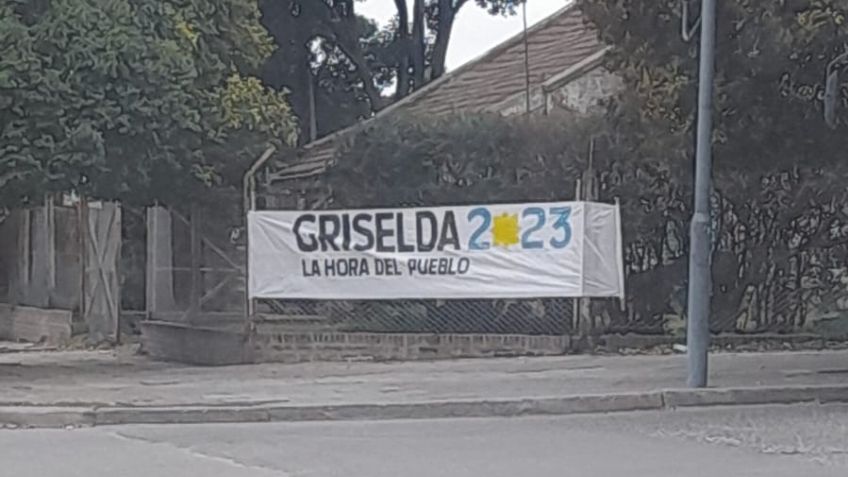 GRISELDA 2023
LA HORA DEL PUEBLO